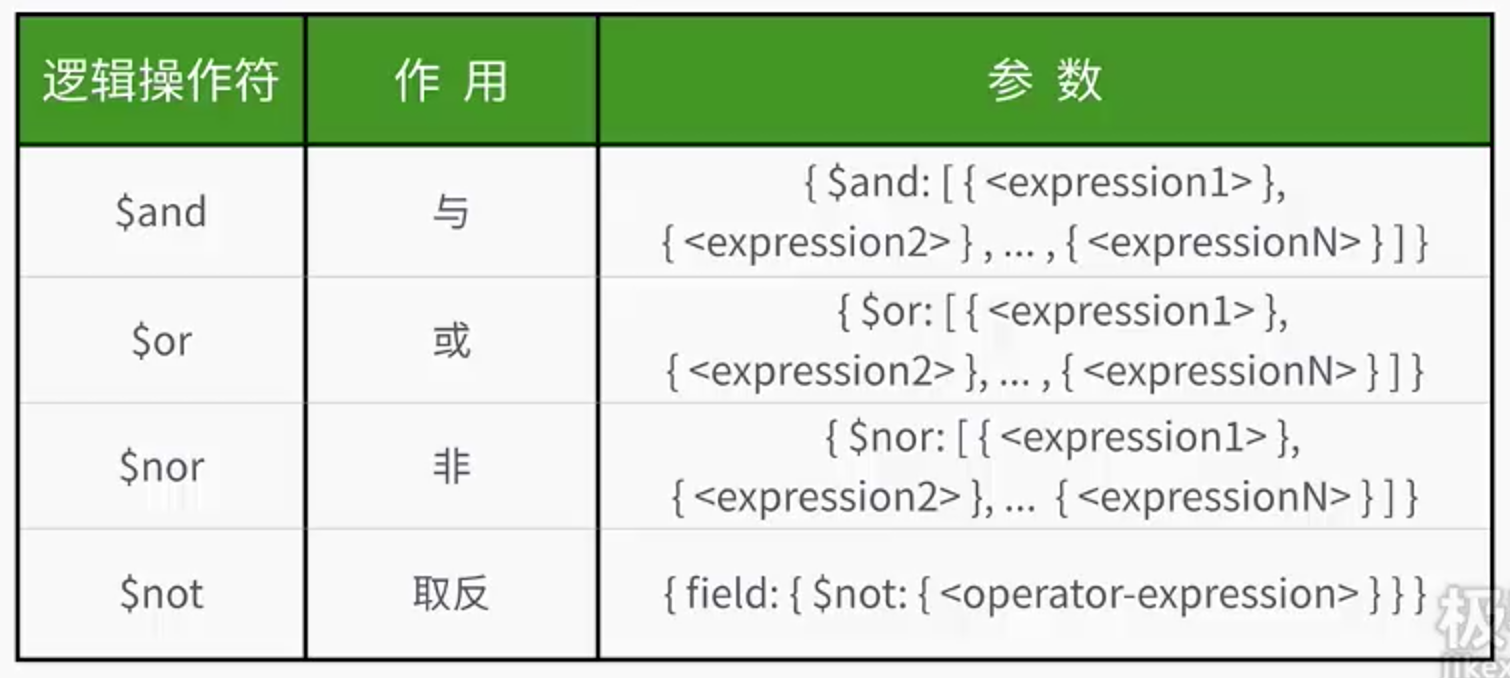 逻辑操作符 作 用 参 数
$and 与 { $and: [ { <expression1> },
{ <expression2> } , ... , { <expressionN> } ] }
$or 或 { $or: [ { <expression1> },
{ <expression2> }, ... , { <expressionN> } ] }
$nor 非 { $nor: [ { <expression1> },
{ <expression2> }, ... { <expressionN> } ] }
$not 取反 { field: { $not: { <operator-expression> } } }
极